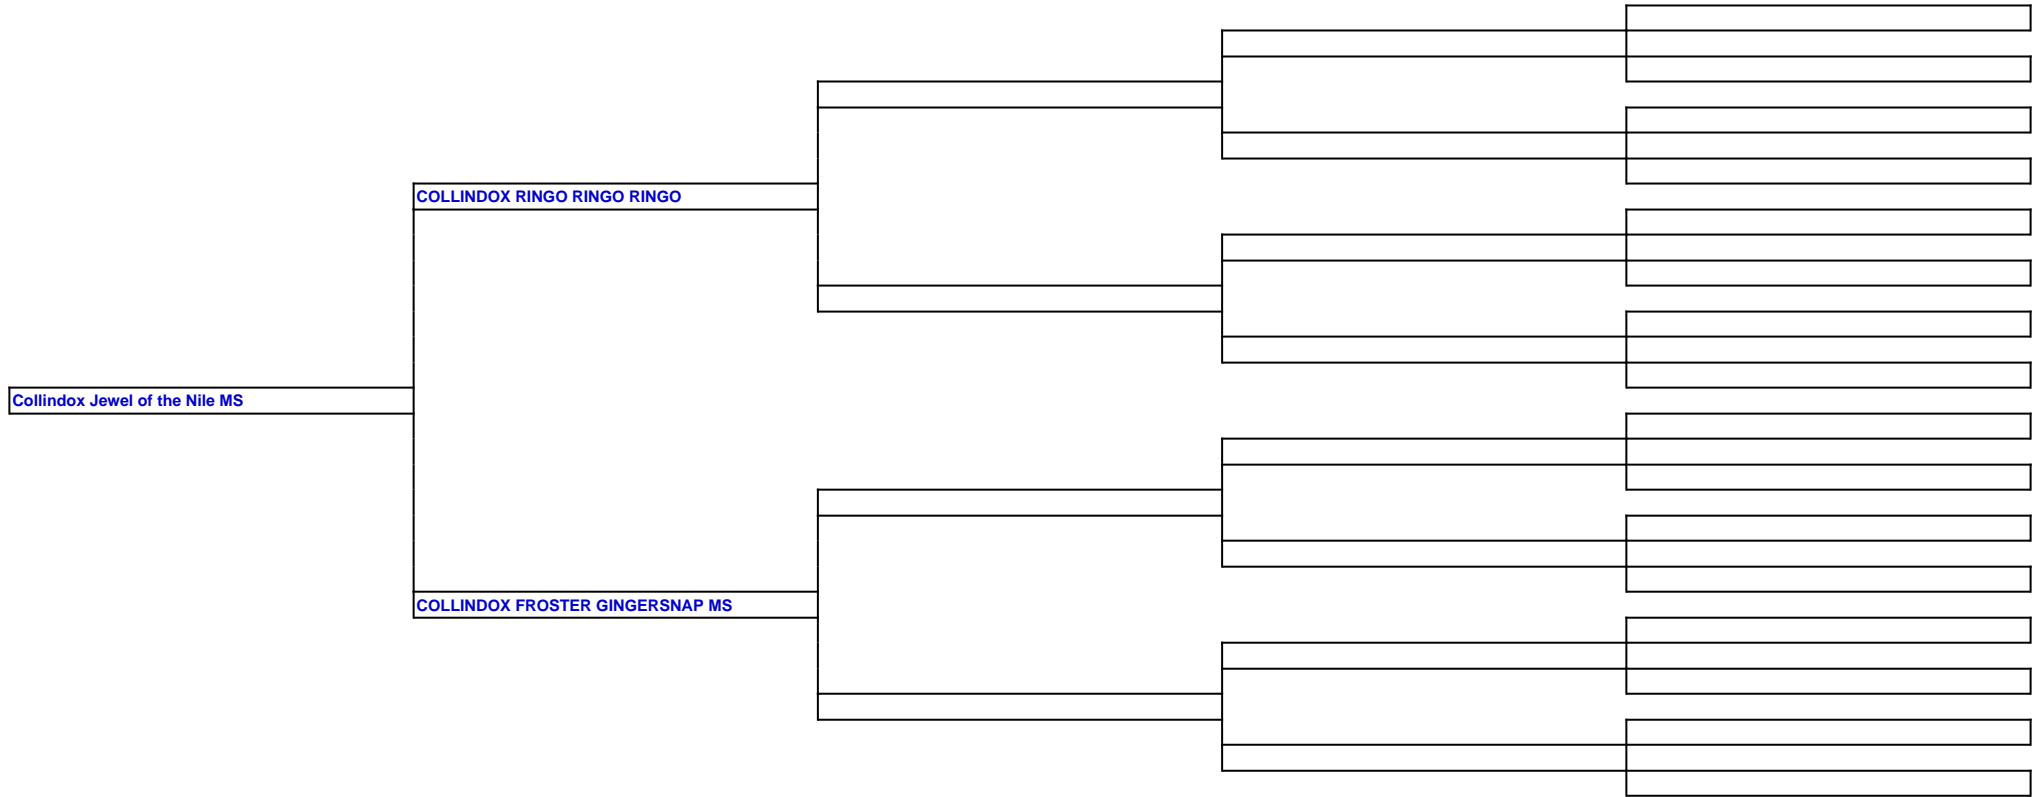 COLLINDOX RINGO RINGO RINGO
Collindox Jewel of the Nile MS
COLLINDOX FROSTER GINGERSNAP MS